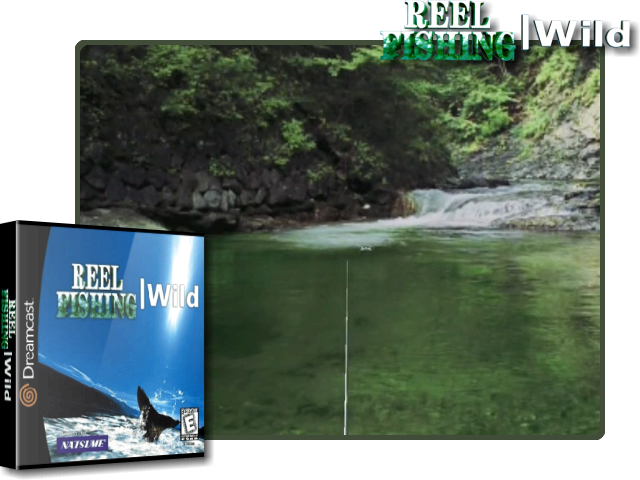 REEL
FISHING |Wild
REEL
FISHING |Wild
REEL
FISHING
|Wild
Dreamcast
E
NATSUME